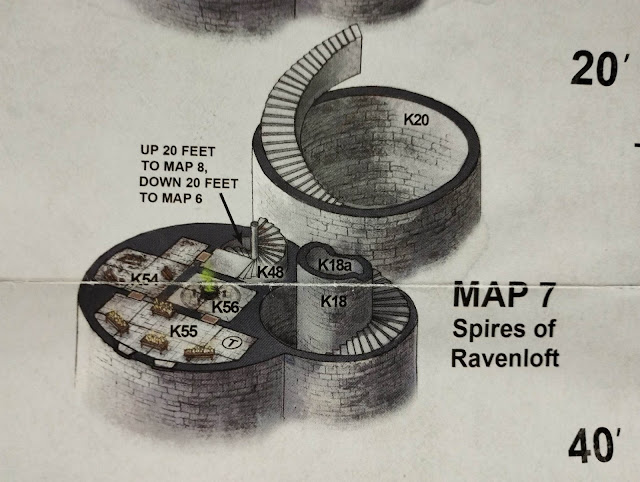 20'
K20
UP 20 FEET
TO MAP 8,
DOWN 20 FEET
TO MAP 6
K54
K48
K18a
K56
K18
K55
T
MAP 7
Spires of
Ravenloft
40'